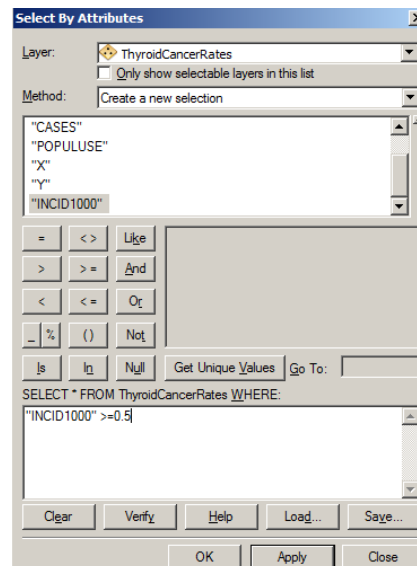 Select By Attributes
Layer: ThyroidCancerRates
Only show selectable layers in this list
Method: Create a new selection
"CASES"
"POPULUSE"
"X"
"Y"
"INCID1000"
= <> Like
> >= And
< <= Or
_ % () Not
Is In Null Get Unique Values Go To:
SELECT * FROM ThyroidCancerRates WHERE:
"INCID1000" >=0.5
Clear Verify Help Load... Save...
OK Apply Close